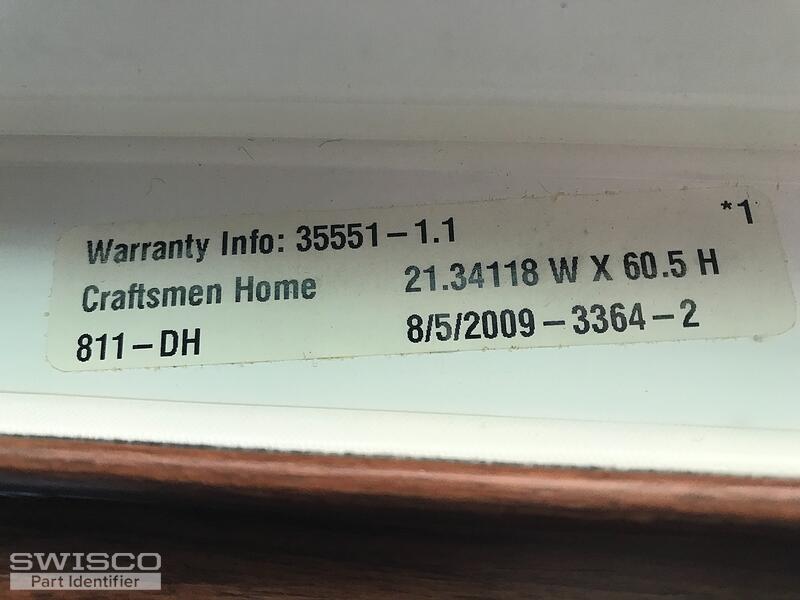 *1
Warranty Info: 35551-1.1
Craftsmen Home 21.34118 W X 60.5 H
811-DH 8/5/2009-3364-2
SWISCO
Part Identifier